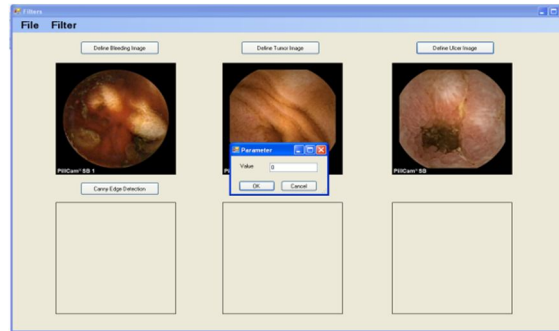 Filters
File Filter
Define Bleeding Image Define Tumor Image Define Ulcer Image
Parameter
Value 0
OK Cancel
PillCam® SB 1 PillCam® SB
Canny Edge Detection